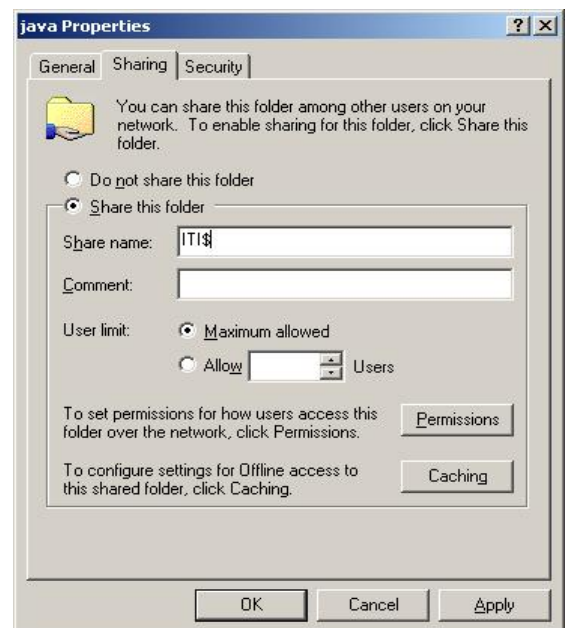 java Properties
General Sharing Security
You can share this folder among other users on your
network. To enable sharing for this folder, click Share this
folder.
Do not share this folder
Share this folder
Share name: ITI$
Comment:
User limit: Maximum allowed
Allow Users
To set permissions for how users access this
folder over the network, click Permissions.
Permissions
To configure settings for Offline access to
this shared folder, click Caching.
Caching
OK Cancel Apply